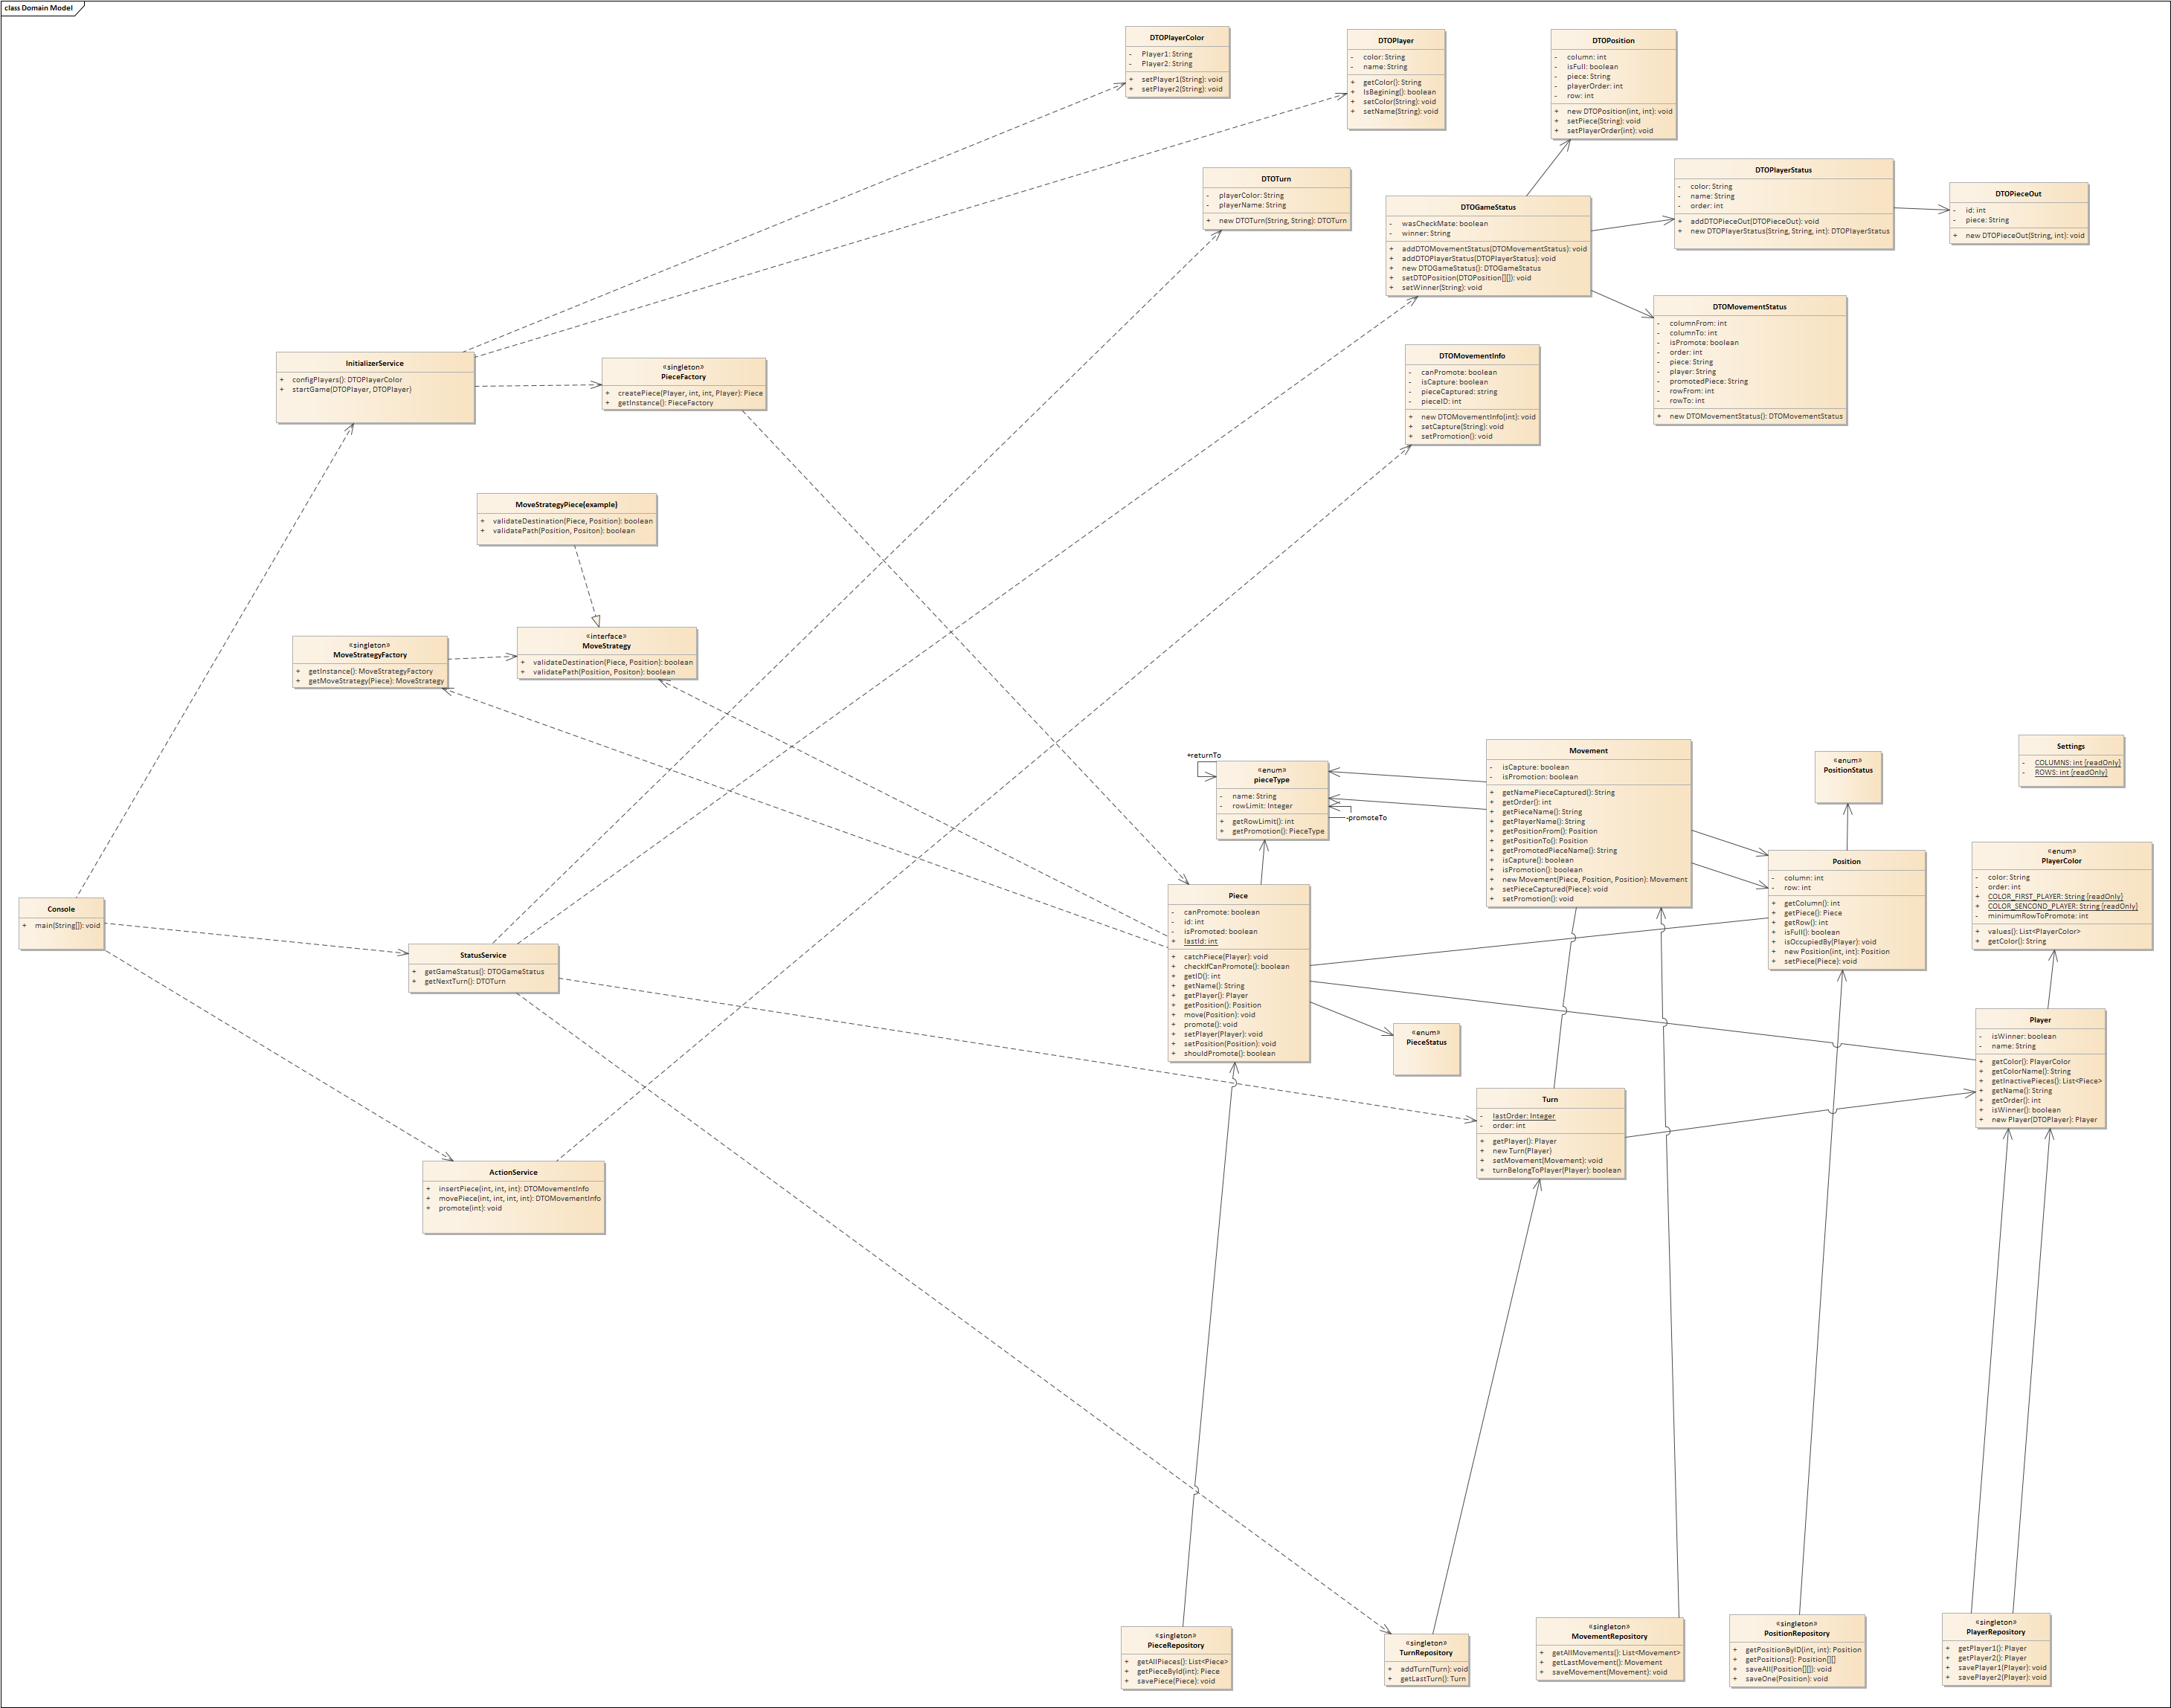 class Domain Model
DTOPlayerColor
- Player1: String
- Player2: String
+ setPlayer1(String): void
+ setPlayer2(String): void
DTOPlayer
- color: String
- name: String
+ getColor(): String
+ IsBegining(): boolean
+ setColor(String): void
+ setName(String): void
DTOPosition
- column: int
- isFull: boolean
- piece: String
- playerOrder: int
- row: int
+ new DTOPosition(int, int): void
+ setPiece(String): void
+ setPlayerOrder(int): void
DTOTurn
- playerColor: String
- playerName: String
+ new DTOTurn(String, String): DTOTurn
DTOGameStatus
- wasCheckMate: boolean
- winner: String
+ addDTOMovementStatus(DTOMovementStatus): void
+ addDTOPlayerStatus(DTOPlayerStatus): void
+ new DTOGameStatus(): DTOGameStatus
+ setDTOPosition(DTOPosition[][]): void
+ setWinner(String): void
DTOPlayerStatus
- color: String
- name: String
- order: int
+ addDTOPieceOut(DTOPieceOut): void
+ new DTOPlayerStatus(String, String, int): DTOPlayerStatus
DTOPieceOut
- id: int
- piece: String
+ new DTOPieceOut(String, int): void
DTOMovementStatus
- columnFrom: int
- columnTo: int
- isPromote: boolean
- order: int
- piece: String
- player: String
- promotedPiece: String
- rowFrom: int
- rowTo: int
+ new DTOMovementStatus(): DTOMovementStatus
DTOMovementInfo
- canPromote: boolean
- isCapture: boolean
- pieceCaptured: string
- pieceID: int
+ new DTOMovementInfo(int): void
+ setCapture(String): void
+ setPromotion(): void
InitializerService
+ configPlayers(): DTOPlayerColor
+ startGame(DTOPlayer, DTOPlayer)
«singleton»
PieceFactory
+ createPiece(Player, int, int, Player): Piece
+ getInstance(): PieceFactory
MoveStrategyPiece(example)
+ validateDestination(Piece, Position): boolean
+ validatePath(Position, Positon): boolean
«singleton»
MoveStrategyFactory
+ getInstance(): MoveStrategyFactory
+ getMoveStrategy(Piece): MoveStrategy
«interface»
MoveStrategy
+ validateDestination(Piece, Position): boolean
+ validatePath(Position, Positon): boolean
+returnTo
«enum»
pieceType
- name: String
- rowLimit: Integer
+ getRowLimit(): int
+ getPromotion(): PieceType
-promoteTo
Movement
- isCapture: boolean
- isPromotion: boolean
+ getNamePieceCaptured(): String
+ getOrder(): int
+ getPieceName(): String
+ getPlayerName(): String
+ getPositionFrom(): Position
+ getPositionTo(): Position
+ getPromotedPieceName(): String
+ isCapture(): boolean
+ isPromotion(): boolean
+ new Movement(Piece, Position, Position): Movement
+ setPieceCaptured(Piece): void
+ setPromotion(): void
«enum»
PositionStatus
Settings
- COLUMNS: int {readOnly}
- ROWS: int {readOnly}
Position
- column: int
- row: int
+ getColumn(): int
+ getPiece(): Piece
+ getRow(): int
+ isFull(): boolean
+ isOccupiedBy(Player): void
+ new Position(int, int): Position
+ setPiece(Piece): void
«enum»
PlayerColor
- color: String
- order: int
+ COLOR_FIRST_PLAYER: String {readOnly}
+ COLOR_SENCOND_PLAYER: String {readOnly}
- minimumRowToPromote: int
+ values(): List<PlayerColor>
+ getColor(): String
Piece
- canPromote: boolean
- id: int
- isPromoted: boolean
+ lastId: int
+ catchPiece(Player): void
+ checkIfCanPromote(): boolean
+ getID(): int
+ getName(): String
+ getPlayer(): Player
+ getPosition(): Position
+ move(Position): void
+ promote(): void
+ setPlayer(Player): void
+ setPosition(Position): void
+ shouldPromote(): boolean
Console
+ main(String[]): void
StatusService
+ getGameStatus(): DTOGameStatus
+ getNextTurn(): DTOTurn
«enum»
PieceStatus
Player
- isWinner: boolean
- name: String
+ getColor(): PlayerColor
+ getColorName(): String
+ getInactivePieces(): List<Piece>
+ getName(): String
+ getOrder(): int
+ isWinner(): boolean
+ new Player(DTOPlayer): Player
Turn
- lastOrder: Integer
- order: int
+ getPlayer(): Player
+ new Turn(Player)
+ setMovement(Movement): void
+ turnBelongToPlayer(Player): boolean
ActionService
+ insertPiece(int, int, int): DTOMovementInfo
+ movePiece(int, int, int, int): DTOMovementInfo
+ promote(int): void
«singleton»
PieceRepository
+ getAllPieces(): List<Piece>
+ getPieceById(int): Piece
+ savePiece(Piece): void
«singleton»
TurnRepository
+ addTurn(Turn): void
+ getLastTurn(): Turn
«singleton»
MovementRepository
+ getAllMovements(): List<Movement>
+ getLastMovement(): Movement
+ saveMovement(Movement): void
«singleton»
PositionRepository
+ getPositionByID(int, int): Position
+ getPositions(): Position[][]
+ saveAll(Position[][]): void
+ saveOne(Position): void
«singleton»
PlayerRepository
+ getPlayer1(): Player
+ getPlayer2(): Player
+ savePlayer1(Player): void
+ savePlayer2(Player): void